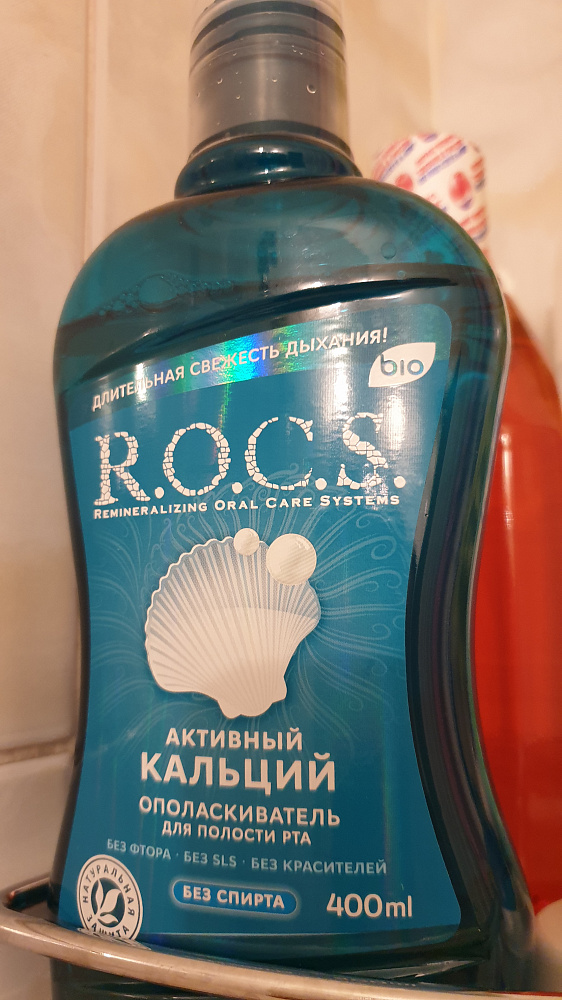 ДЛИТЕЛЬНАЯ СВЕЖЕСТЬ ДЫХАНИЯ!
bio
R.O.C.S.
REMINERALIZING ORAL CARE SYSTEMS
АКТИВНЫЙ
КАЛЬЦИЙ
ОПОЛАСКИВАТЕЛЬ
ДЛЯ ПОЛОСТИ РТА
БЕЗ ФТОРА · БЕЗ SLS · БЕЗ КРАСИТЕЛЕЙ
БЕЗ СПИРТА
400ml
НАТУРАЛЬНАЯ
ЗАЩИТА